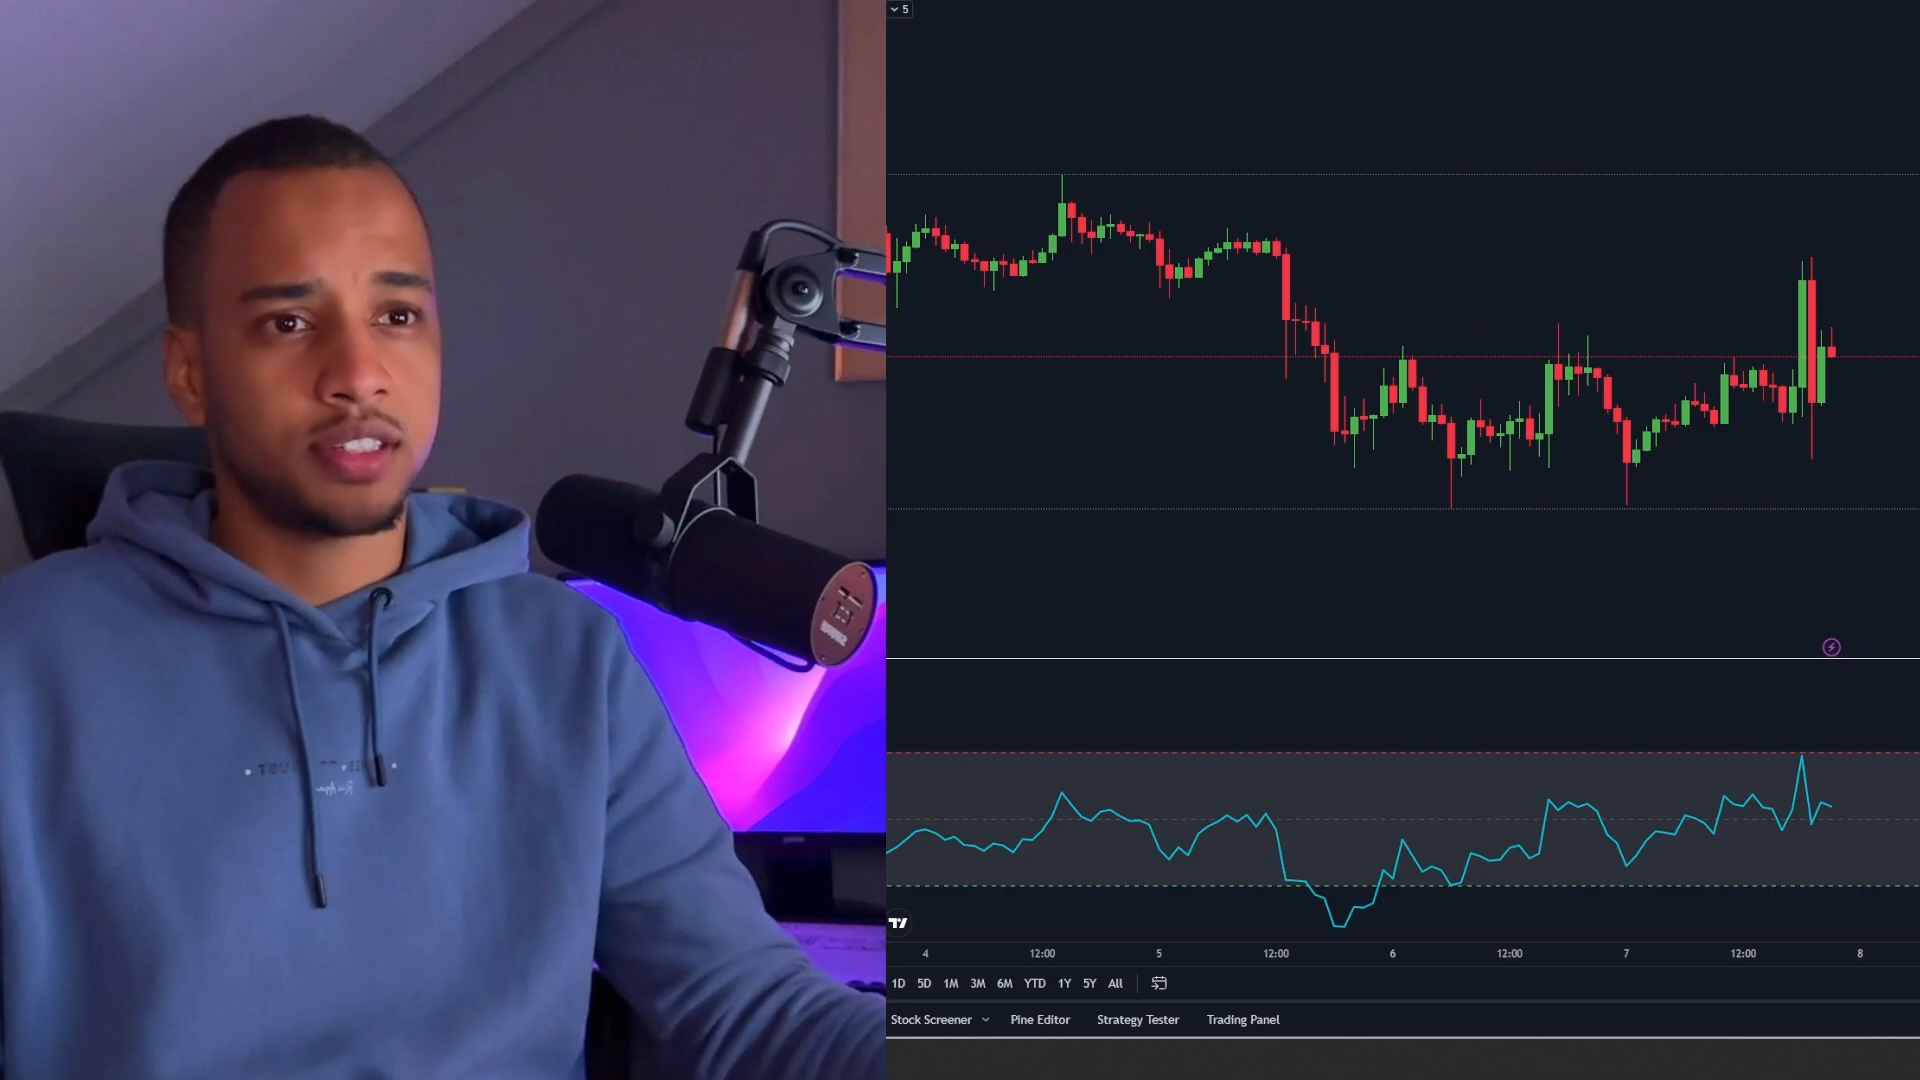 5
4 12:00 5 12:00 6 12:00 7 12:00 8
1D 5D 1M 3M 6M YTD 1Y 5Y All
Stock Screener Pine Editor Strategy Tester Trading Panel